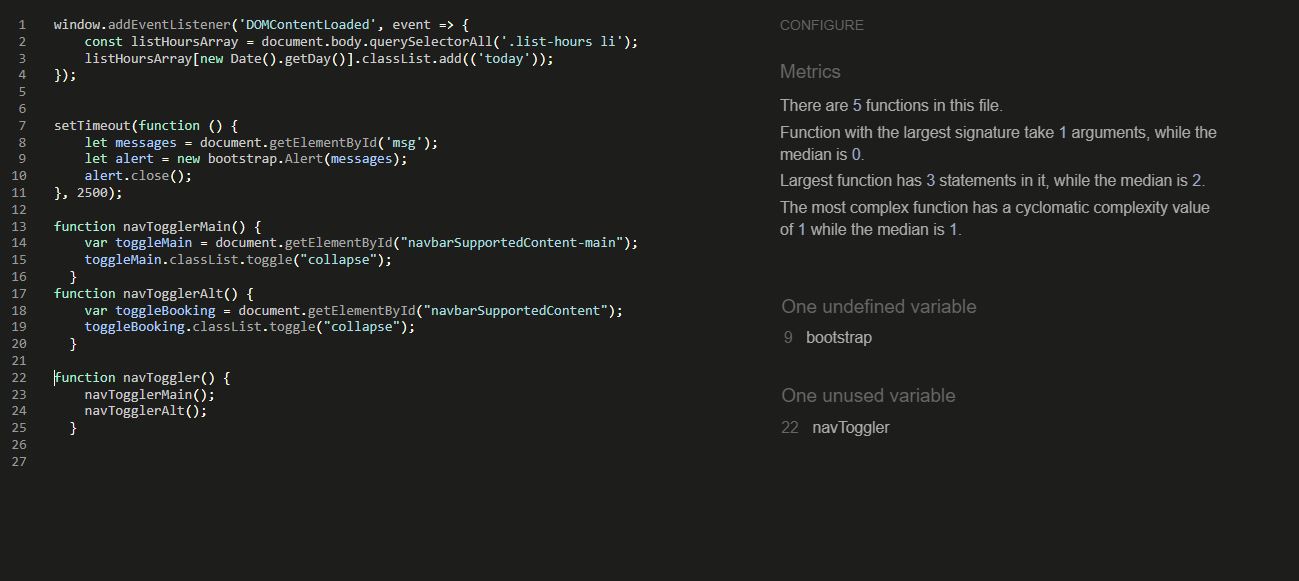 1 window.addEventListener('DOMContentLoaded', event => {
2     const listHoursArray = document.body.querySelectorAll('.list-hours li');
3     listHoursArray[new Date().getDay()].classList.add(('today'));
4 });
5
6
7 setTimeout(function () {
8     let messages = document.getElementById('msg');
9     let alert = new bootstrap.Alert(messages);
10     alert.close();
11 }, 2500);
12
13 function navTogglerMain() {
14     var toggleMain = document.getElementById("navbarSupportedContent-main");
15     toggleMain.classList.toggle("collapse");
16   }
17 function navTogglerAlt() {
18     var toggleBooking = document.getElementById("navbarSupportedContent");
19     toggleBooking.classList.toggle("collapse");
20   }
21
22 function navToggler() {
23     navTogglerMain();
24     navTogglerAlt();
25   }
26
27
CONFIGURE
Metrics
There are 5 functions in this file.
Function with the largest signature take 1 arguments, while the
median is 0.
Largest function has 3 statements in it, while the median is 2.
The most complex function has a cyclomatic complexity value
of 1 while the median is 1.
One undefined variable
9 bootstrap
One unused variable
22 navToggler